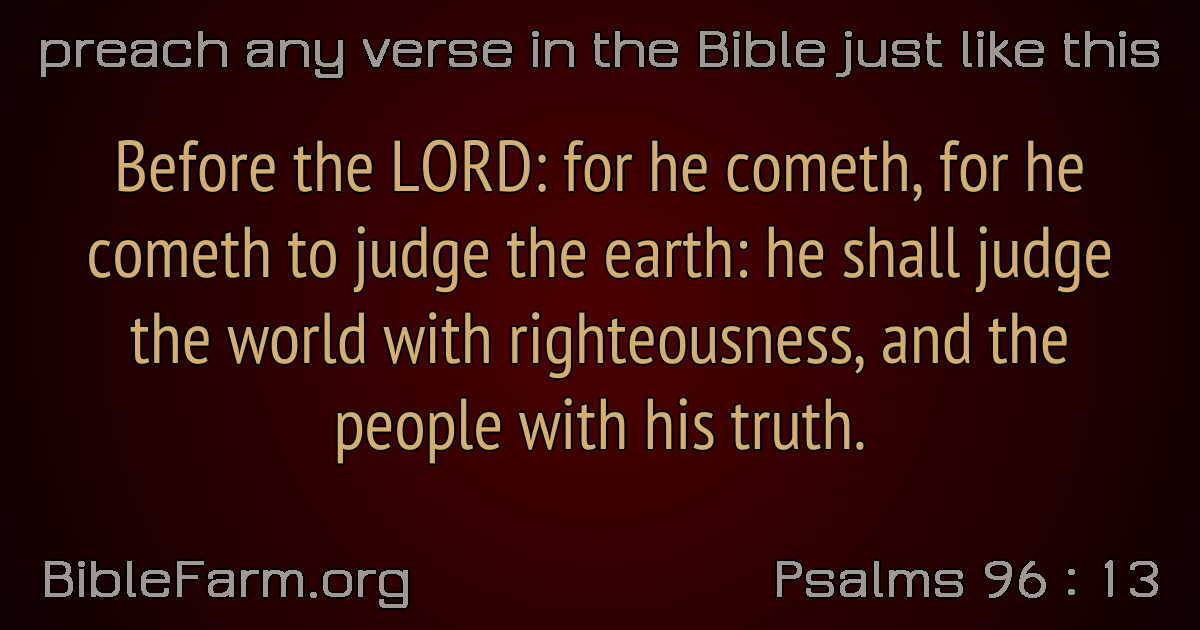 preach any verse in the Bible just like this
Before the LORD: for he cometh, for he
cometh to judge the earth: he shall judge
the world with righteousness, and the
people with his truth.
BibleFarm.org
Psalms 96 : 13